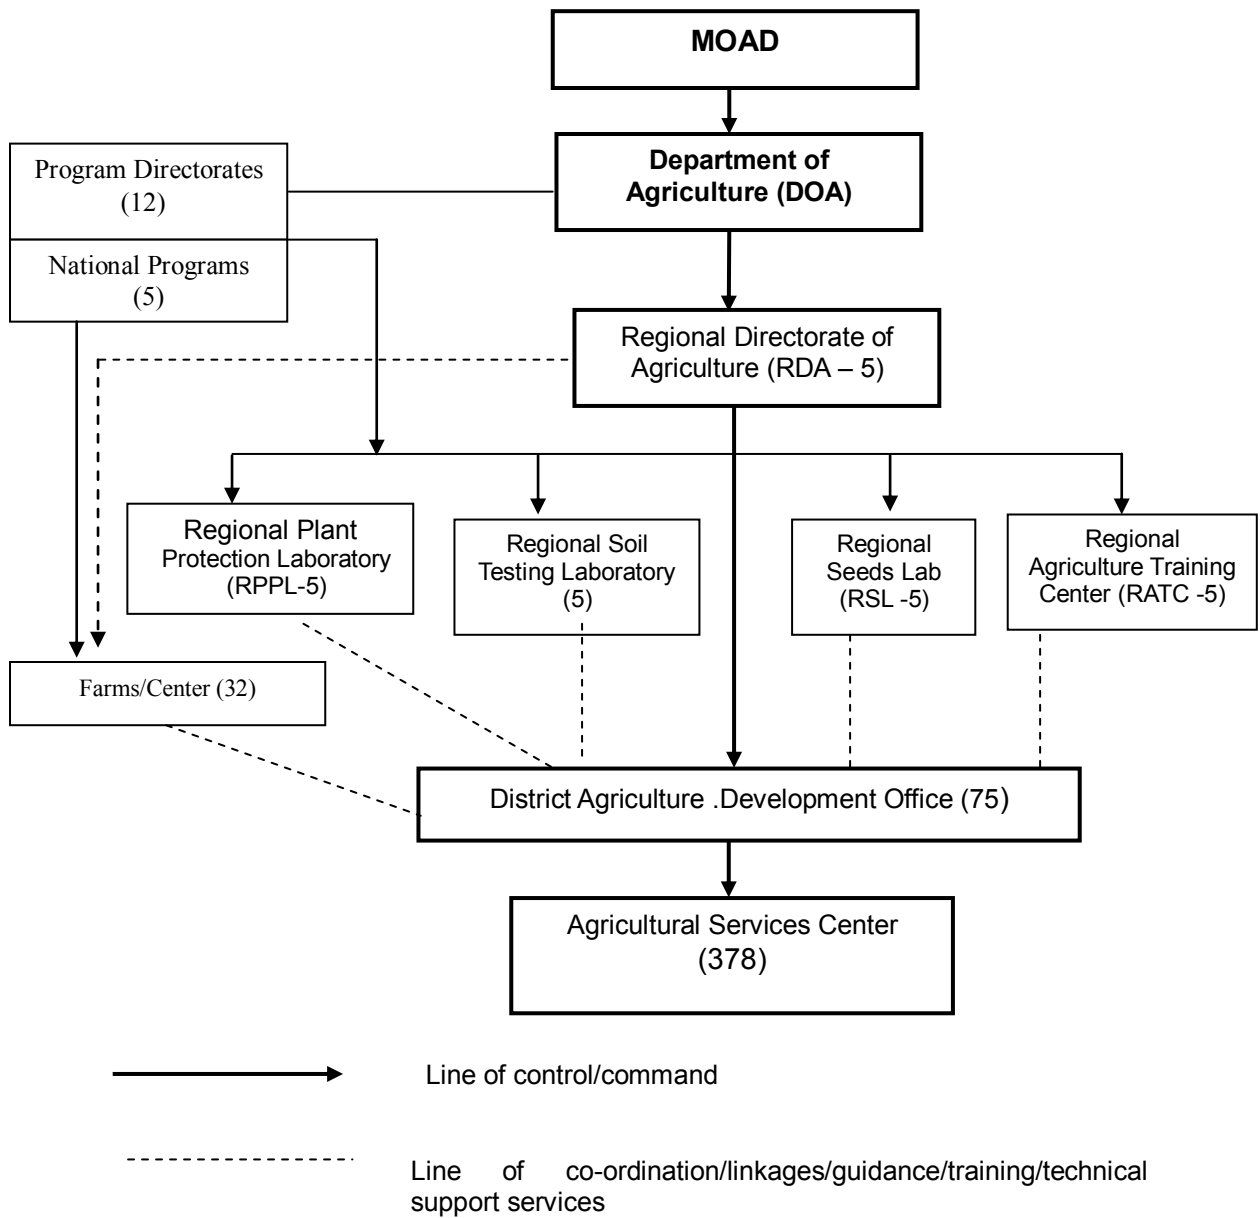 MOAD
Department of
Agriculture (DOA)
Program Directorates
(12)
National Programs
(5)
Regional Directorate of
Agriculture (RDA – 5)
Regional Plant
Protection Laboratory
(RPPL-5)
Regional Soil
Testing Laboratory
(5)
Regional
Seeds Lab
(RSL -5)
Regional
Agriculture Training
Center (RATC -5)
Farms/Center (32)
District Agriculture .Development Office (75)
Agricultural Services Center
(378)
Line of control/command
Line of co-ordination/linkages/guidance/training/technical
support services